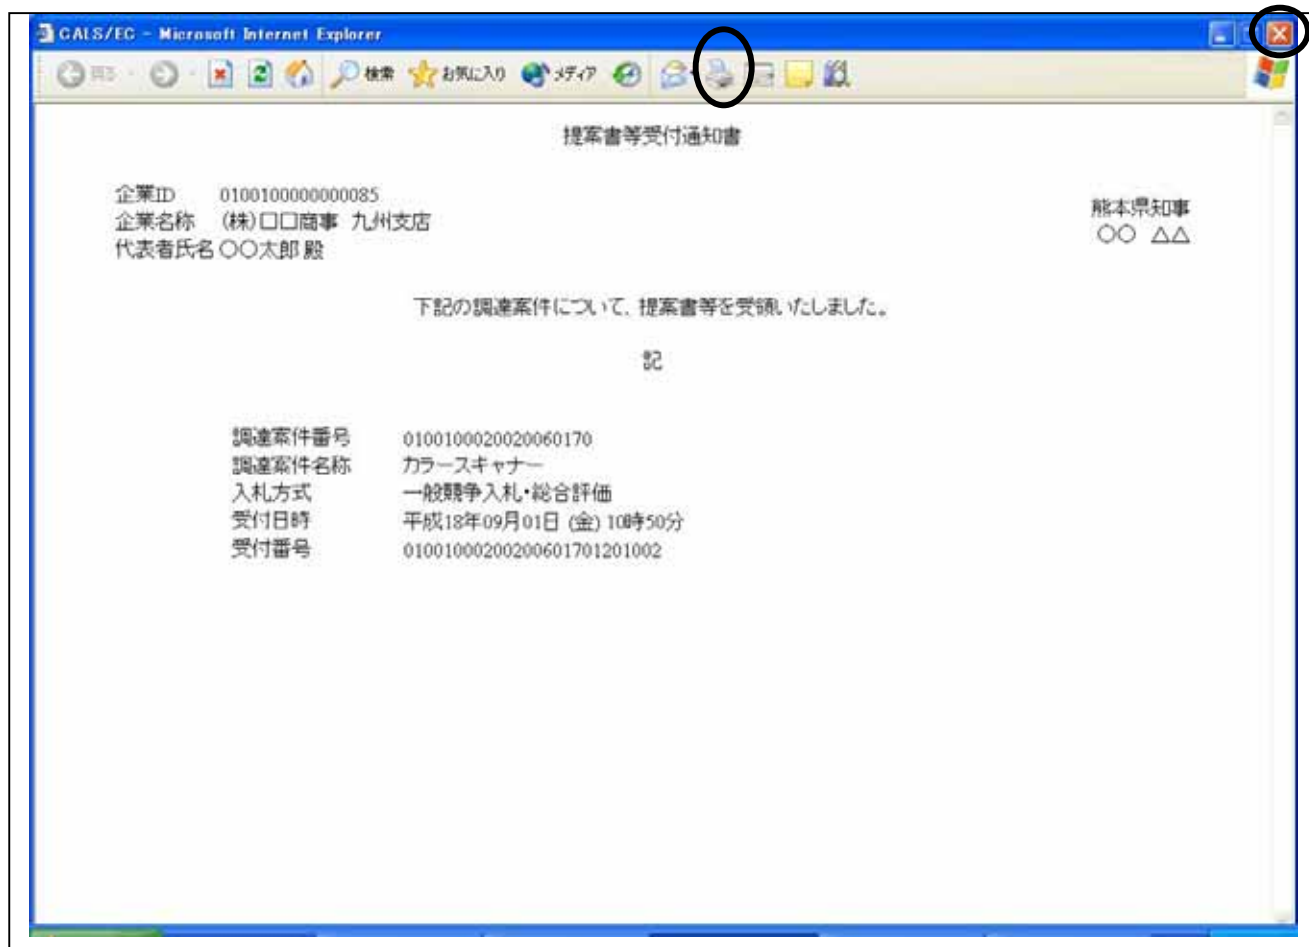 CALS/EC - Microsoft Internet Explorer
戻る 検索 お気に入り メディア
提案書等受付通知書
企業ID 0100100000000085
企業名称 (株)□□商事 九州支店
代表者氏名 〇〇太郎 殿
熊本県知事
〇〇 △△
下記の調達案件について、提案書等を受領いたしました。
記
調達案件番号 0100100020020060170
調達案件名称 カラースキャナー
入札方式 一般競争入札・総合評価
受付日時 平成18年09月01日 (金) 10時50分
受付番号 01001000200200601701201002